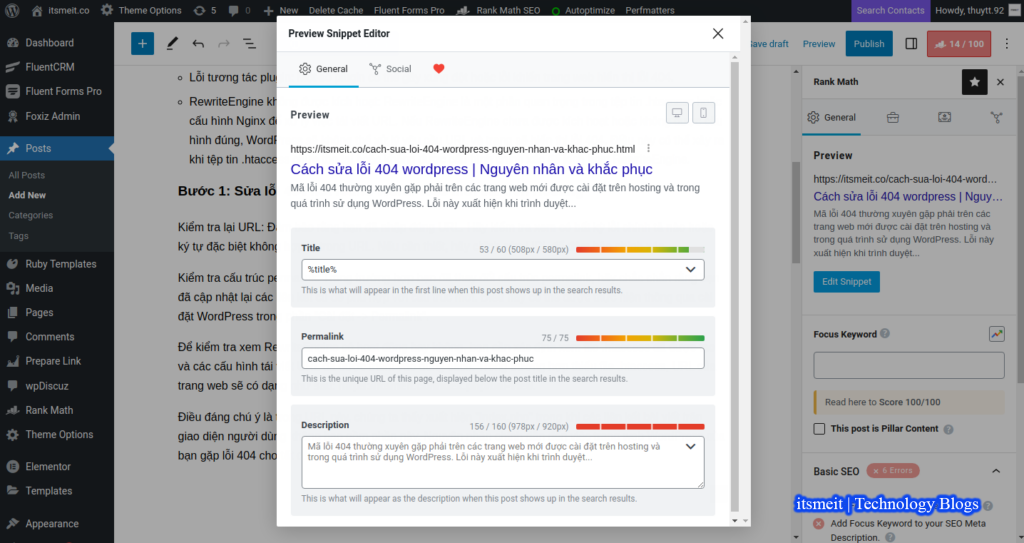 itsmeit.co
Theme Options
5
0
New
Delete Cache
Fluent Forms Pro
Rank Math SEO
Autoptimize
Perfmatters
Search Contacts
Howdy, thuytt.92
Dashboard
FluentCRM
Fluent Forms Pro
Foxiz Admin
Posts
All Posts
Add New
Categories
Tags
Ruby Templates
Media
Pages
Comments
Prepare Link
wpDiscuz
Rank Math
Theme Options
Elementor
Templates
Appearance
Save draft
Preview
Publish
14 / 100
Lỗi tương tác
RewriteEngine
cấu hình Nginx
hình đúng,
khi tệp tin .htacce
Bước 1: Sửa
Kiểm tra lại URL:
ký tự đặc biệt không
Kiểm tra cấu trúc
đã cập nhật lại các
đặt WordPress
Để kiểm tra xem
và các cấu hình tái
trang web sẽ có
Điều đáng chú ý là
giao diện người
bạn gặp lỗi 404
Preview Snippet Editor
General
Social
Preview
https://itsmeit.co/cach-sua-loi-404-wordpress-nguyen-nhan-va-khac-phuc.html
Cách sửa lỗi 404 wordpress | Nguyên nhân và khắc phục
Mã lỗi 404 thường xuyên gặp phải trên các trang web mới được cài đặt trên hosting và trong
quá trình sử dụng WordPress. Lỗi này xuất hiện khi trình duyệt...
Title
53 / 60 (508px / 580px)
%title%
This is what will appear in the first line when this post shows up in the search results.
Permalink
75 / 75
cach-sua-loi-404-wordpress-nguyen-nhan-va-khac-phuc
This is the unique URL of this page, displayed below the post title in the search results.
Description
156 / 160 (978px / 920px)
Mã lỗi 404 thường xuyên gặp phải trên các trang web mới được cài đặt trên hosting và
trong quá trình sử dụng WordPress. Lỗi này xuất hiện khi trình duyệt...
This is what will appear as the description when this post shows up in the search results.
Rank Math
General
Preview
https://itsmeit.co/cach-sua-loi-404-word...
Cách sửa lỗi 404 wordpress | Nguy...
Mã lỗi 404 thường xuyên gặp phải trên các
trang web mới được cài đặt trên hosting và
trong quá trình sử dụng WordPress. Lỗi này
xuất hiện khi trình duyệt...
Edit Snippet
Focus Keyword
Read here to Score 100/100
This post is Pillar Content
Basic SEO
× 6 Errors
itsmeit | Technology Blogs
Add Focus Keyword to your SEO Meta
Description.